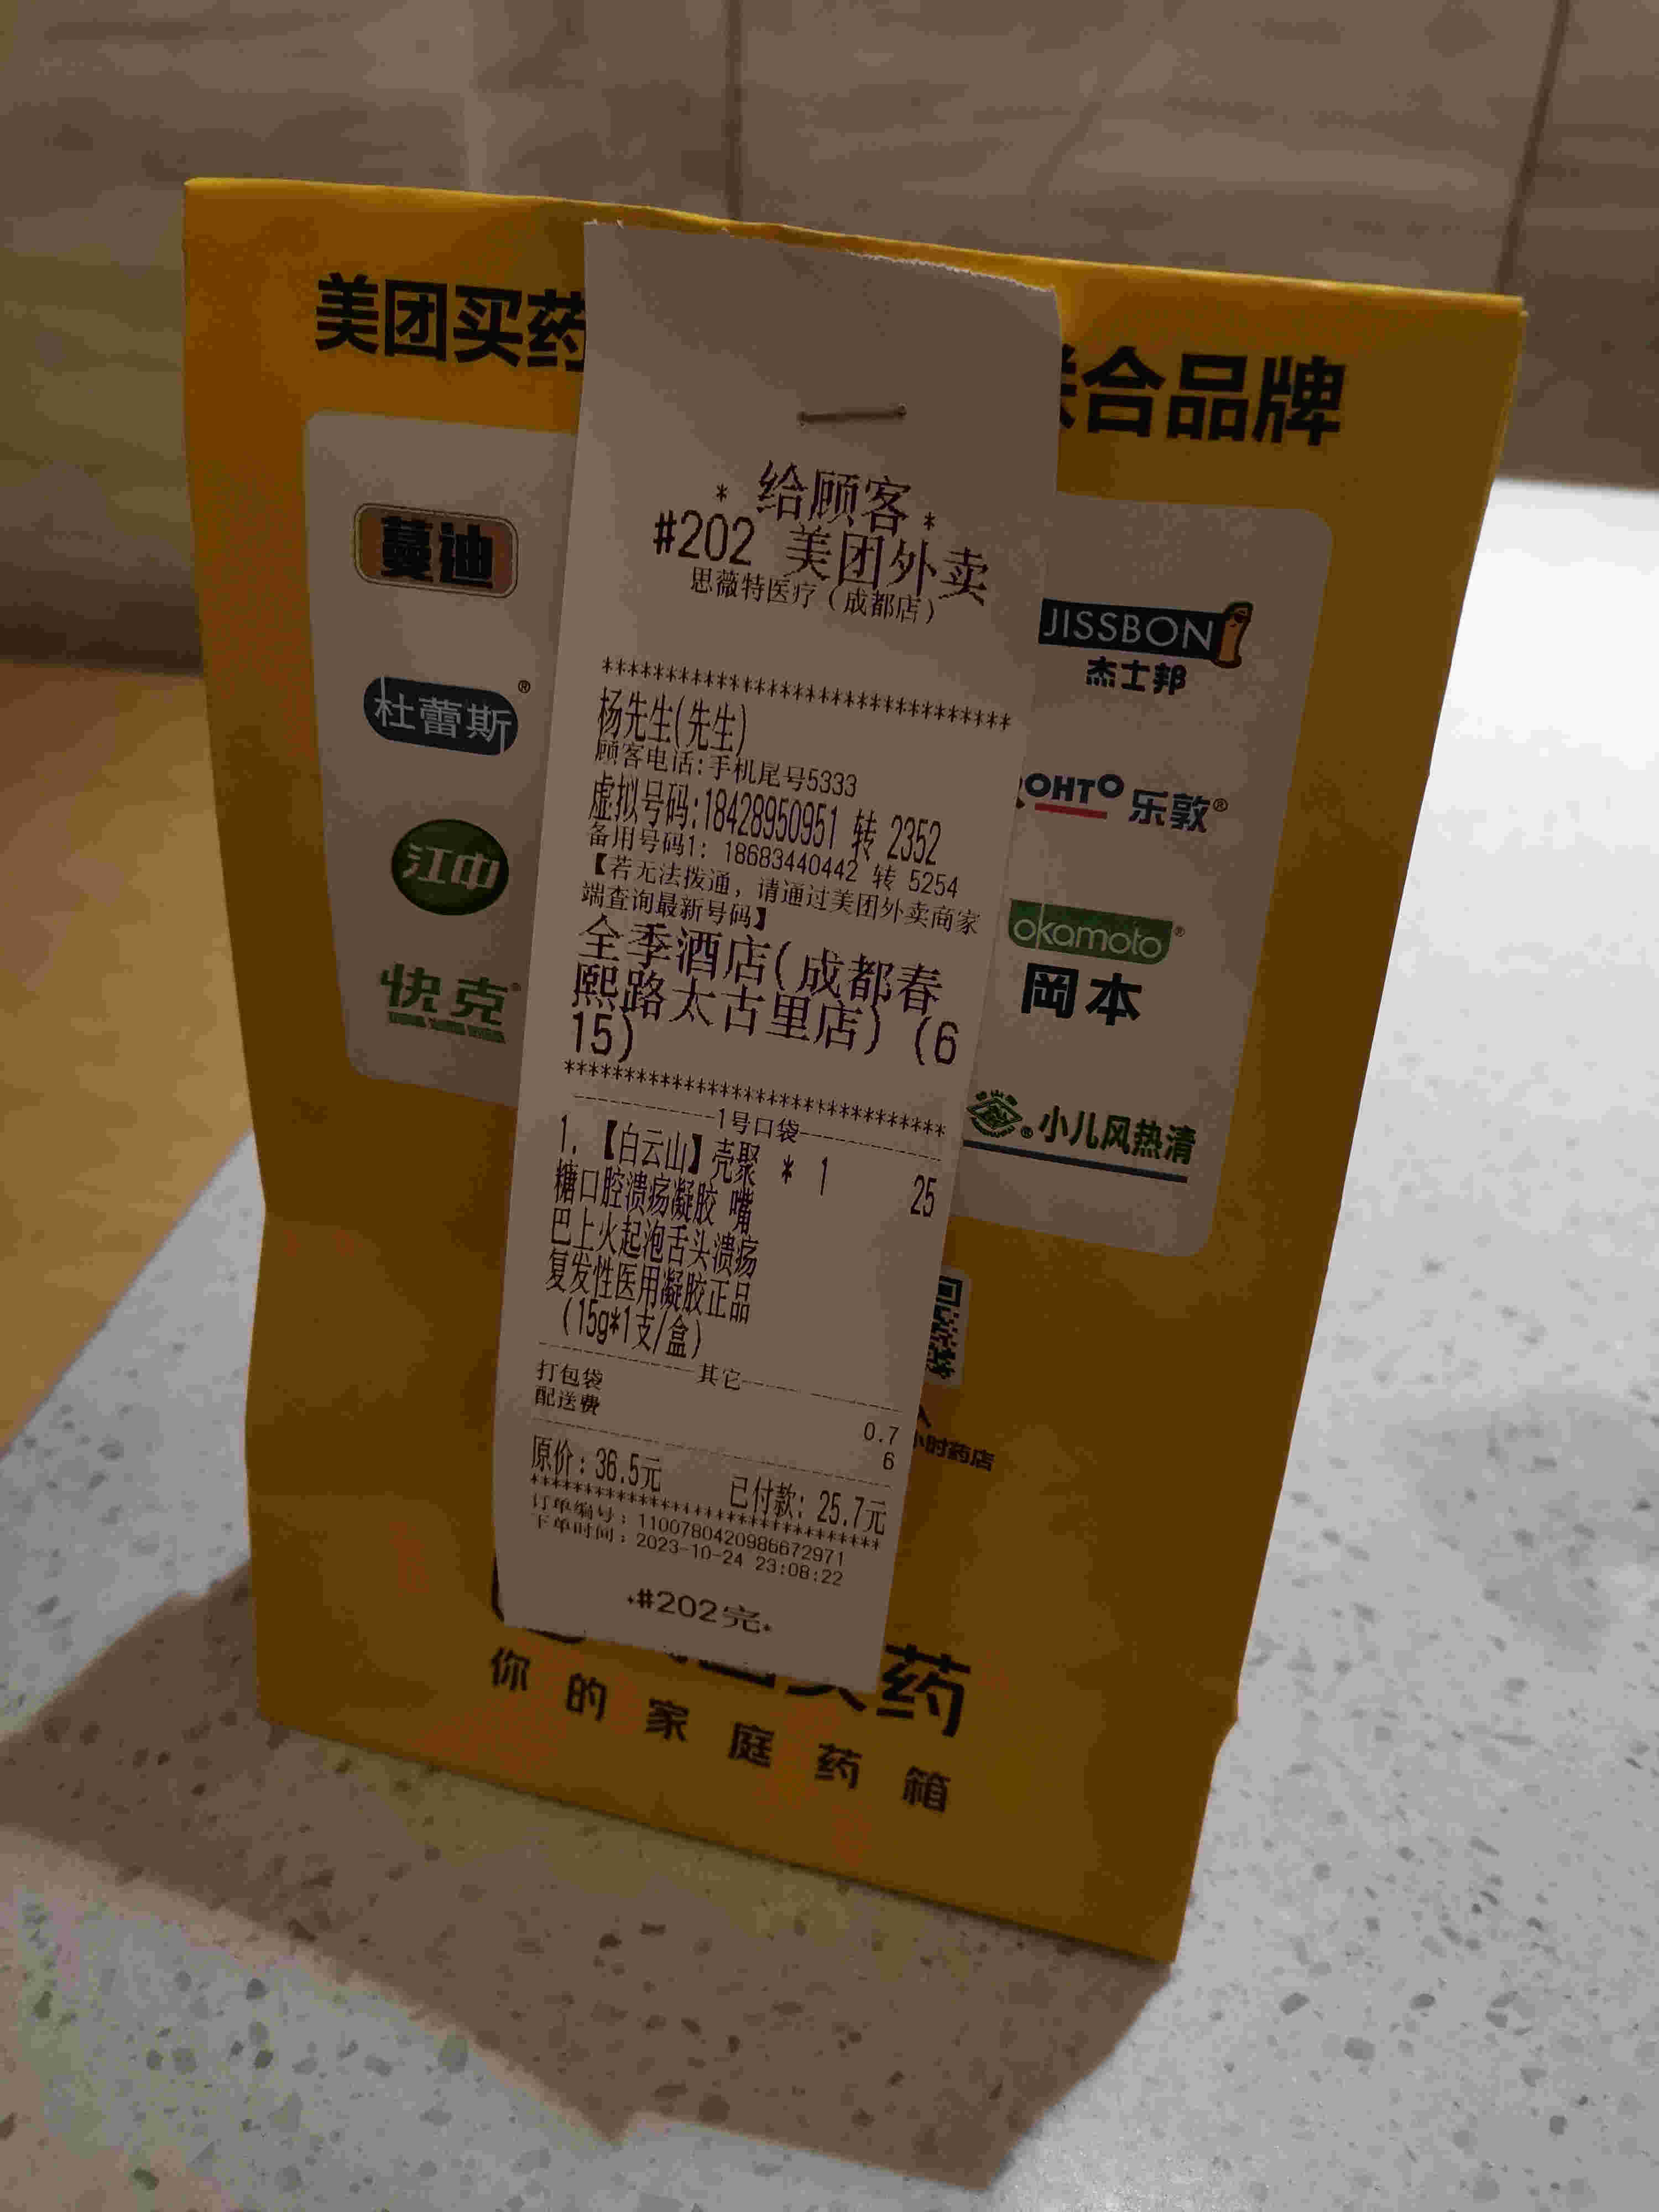 美团买药
合品牌
蔓迪
杜蕾斯®
江中
快克
JISSBON
杰士邦
ROHTO 乐敦®
okamoto®
岡本
®小儿风热清
* 给顾客 *
#202 美团外卖
思薇特医疗（成都店）
********************************
杨先生(先生)
顾客电话:手机尾号5333
虚拟号码:18428950951 转 2352
备用号码1: 18683440442 转 5254
【若无法拨通，请通过美团外卖商家
端查询最新号码】
全季酒店(成都春
熙路太古里店) (6
15)
********************************
1号口袋
1. 【白云山】壳聚 * 1 25
糖口腔溃疡凝胶 嘴
巴上火起泡舌头溃疡
复发性医用凝胶正品
(15g*1支/盒)
其它
打包袋 0.7
配送费 6
原价: 36.5元 已付款: 25.7元
********************************
订单编号: 1100780420986672971
下单时间: 2023-10-24 23:08:22
*#202完*
小时药店
药
你的家庭药箱